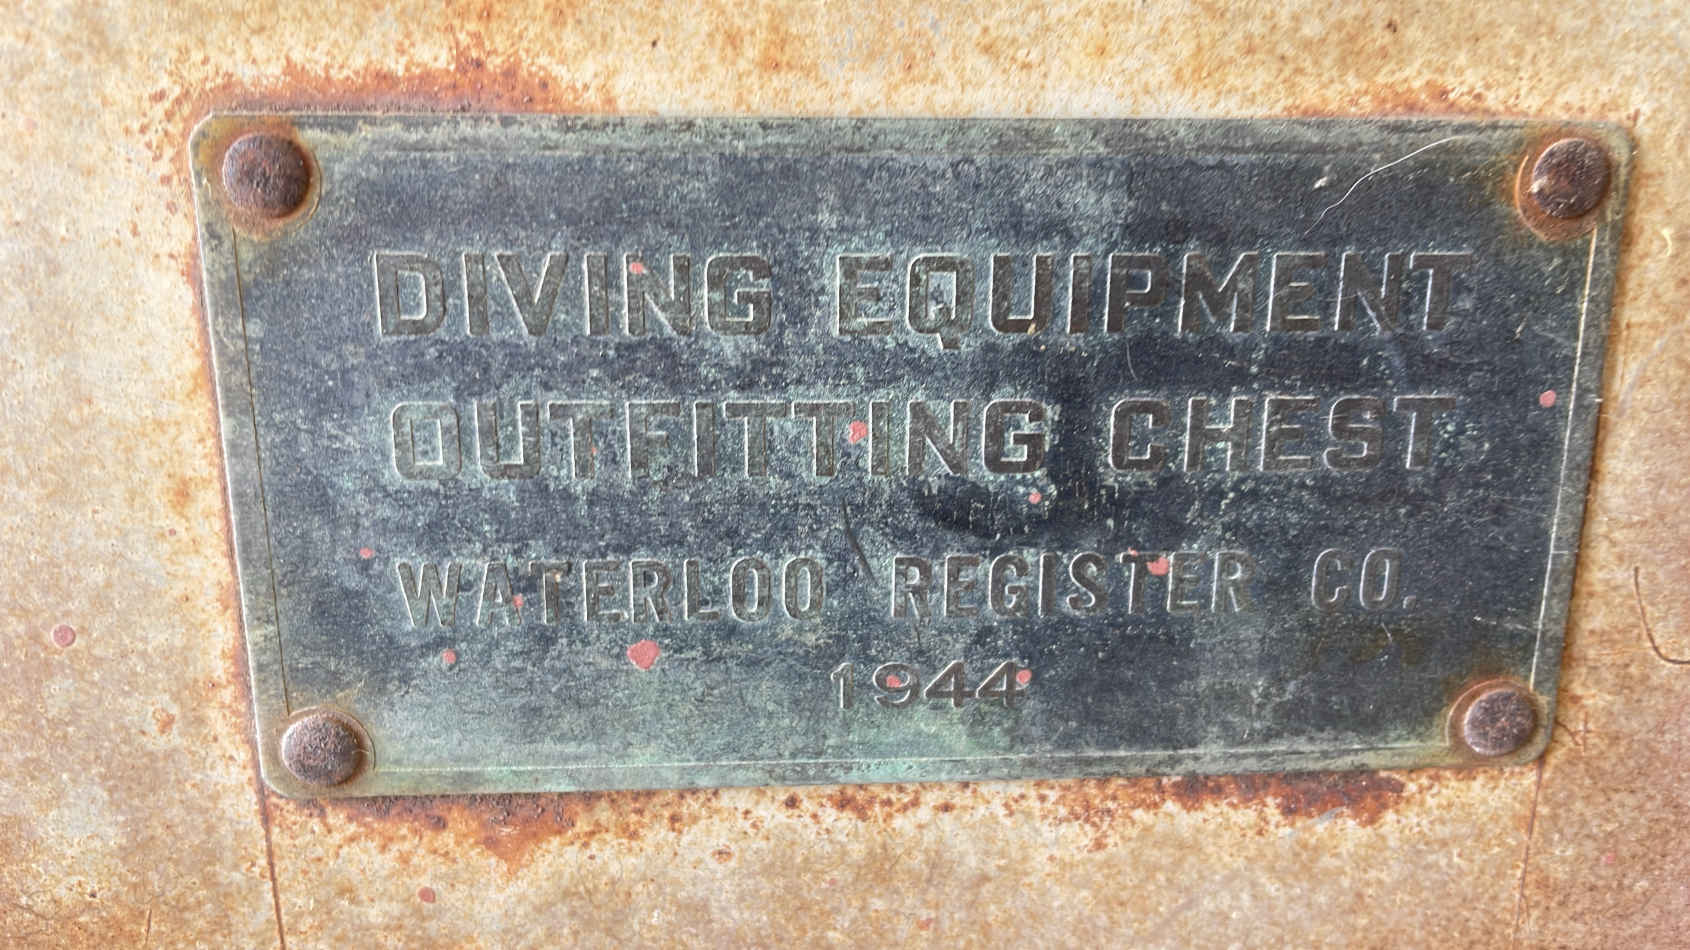 DIVING EQUIPMENT
OUTFITTING CHEST
WATERLOO REGISTER CO.
1944